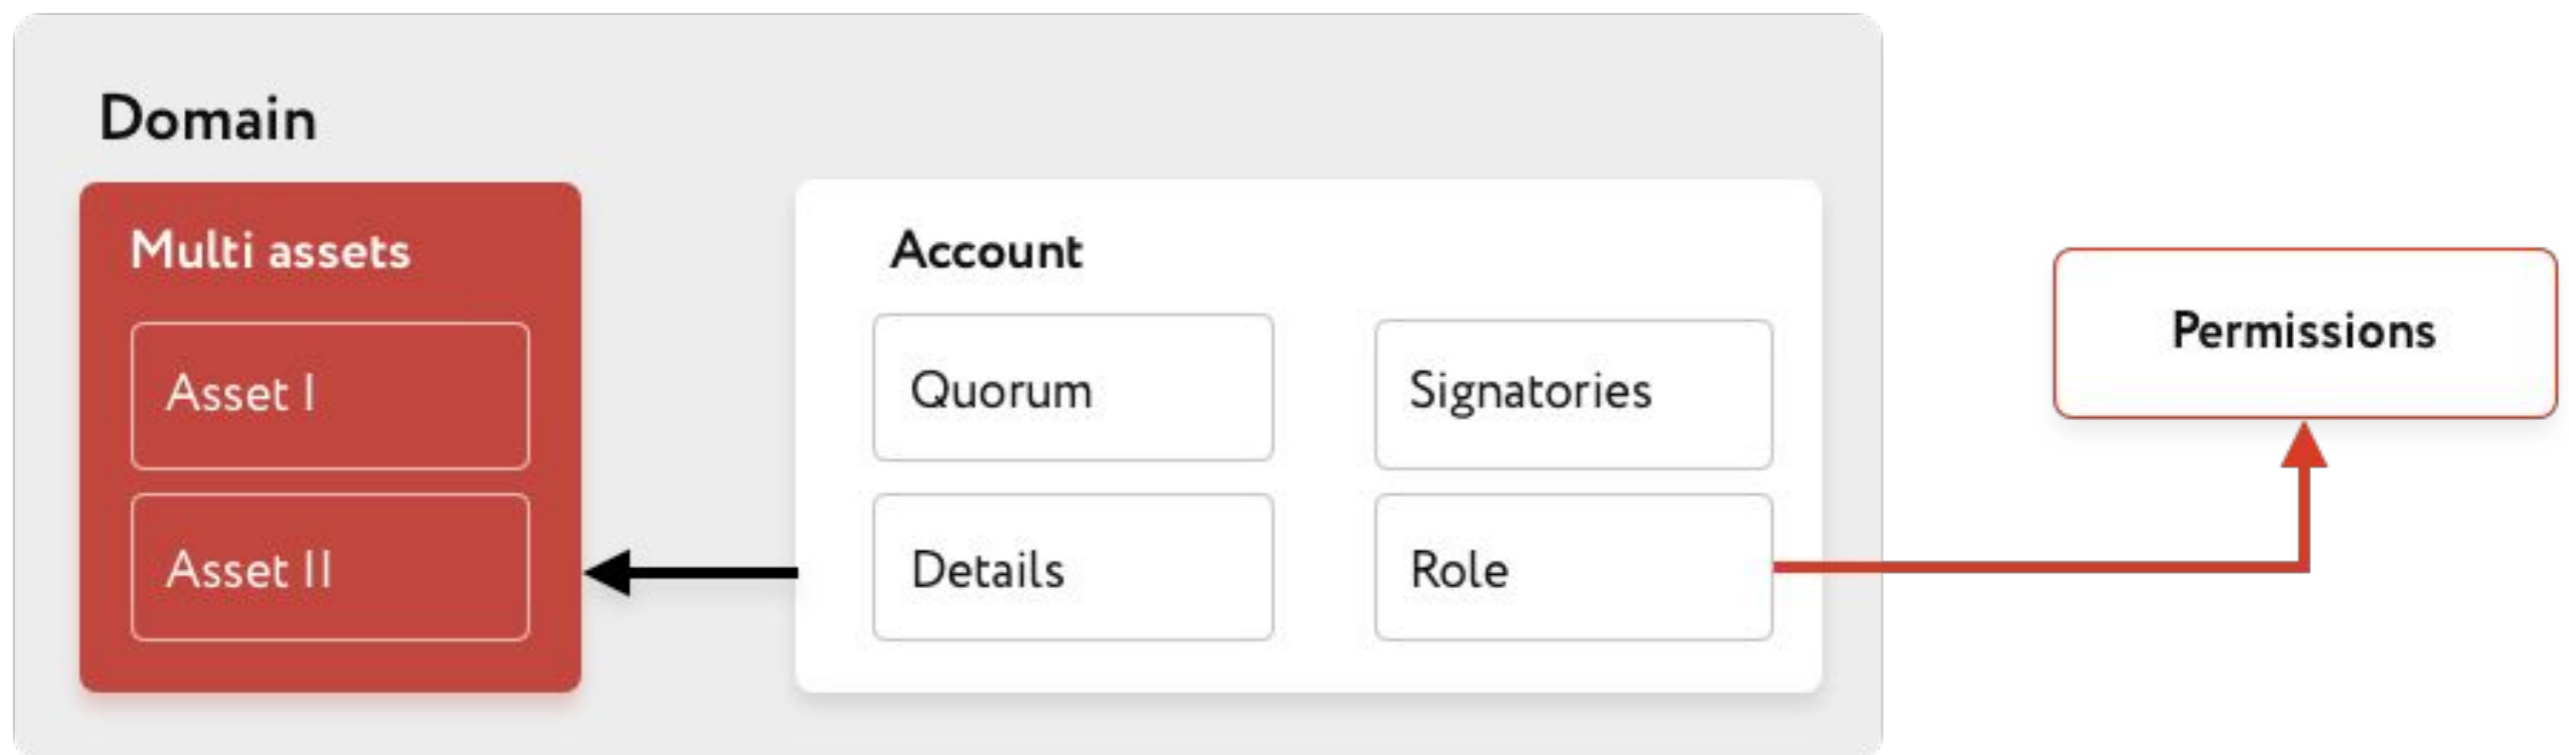 Domain
Multi assets
Asset I
Asset II
Account
Quorum
Signatories
Details
Role
Permissions